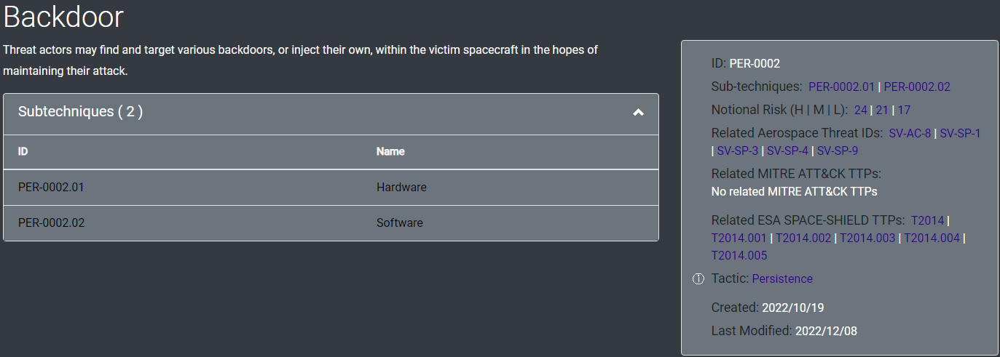 Backdoor
Threat actors may find and target various backdoors, or inject their own, within the victim spacecraft in the hopes of
maintaining their attack.
Subtechniques ( 2 )
ID Name
PER-0002.01 Hardware
PER-0002.02 Software
ID: PER-0002
Sub-techniques: PER-0002.01 | PER-0002.02
Notional Risk (H | M | L): 24 | 21 | 17
Related Aerospace Threat IDs: SV-AC-8 | SV-SP-1
| SV-SP-3 | SV-SP-4 | SV-SP-9
Related MITRE ATT&CK TTPs:
No related MITRE ATT&CK TTPs
Related ESA SPACE-SHIELD TTPs: T2014 |
T2014.001 | T2014.002 | T2014.003 | T2014.004 |
T2014.005
Tactic: Persistence
Created: 2022/10/19
Last Modified: 2022/12/08